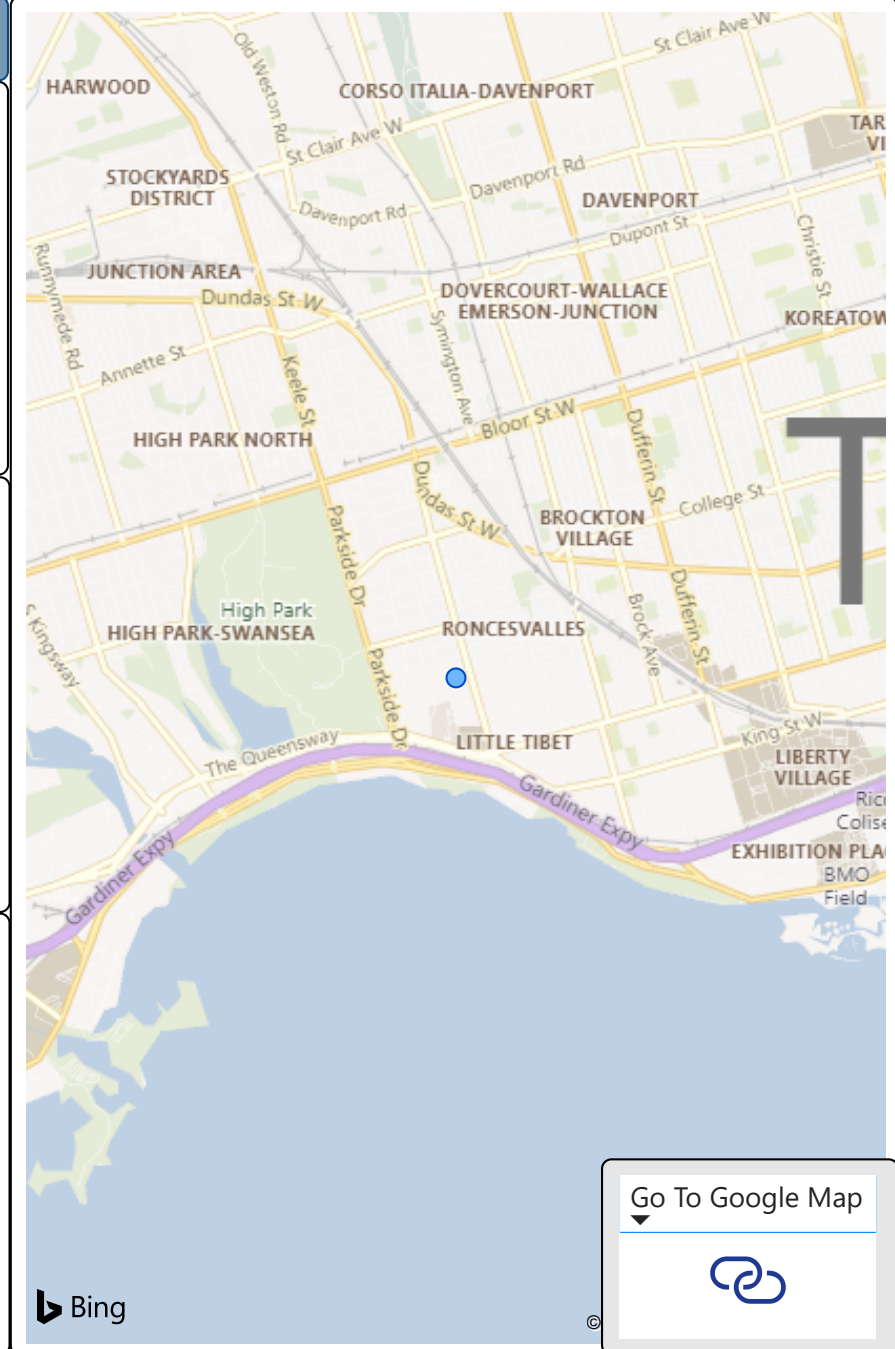 St Clair Ave W
Old Weston Rd
HARWOOD
CORSO ITALIA-DAVENPORT
St Clair Ave W
STOCKYARDS
DISTRICT
Davenport Rd
DAVENPORT
Davenport Rd
Dupont St
Christie St
Runnymede Rd
JUNCTION AREA
Dundas St W
DOVERCOURT-WALLACE
EMERSON-JUNCTION
Symington Ave
Annette St
Keele St
HIGH PARK NORTH
Bloor St W
Dufferin St
T
Dundas St W
College St
BROCKTON
VILLAGE
Parkside Dr
High Park
HIGH PARK-SWANSEA
RONCESVALLES
Brock Ave
Dufferin St
S Kingsway
Parkside Dr
The Queensway
LITTLE TIBET
King St W
LIBERTY
VILLAGE
Gardiner Expy
Gardiner Expy
BMO
Field
Go To Google Map
Bing
©